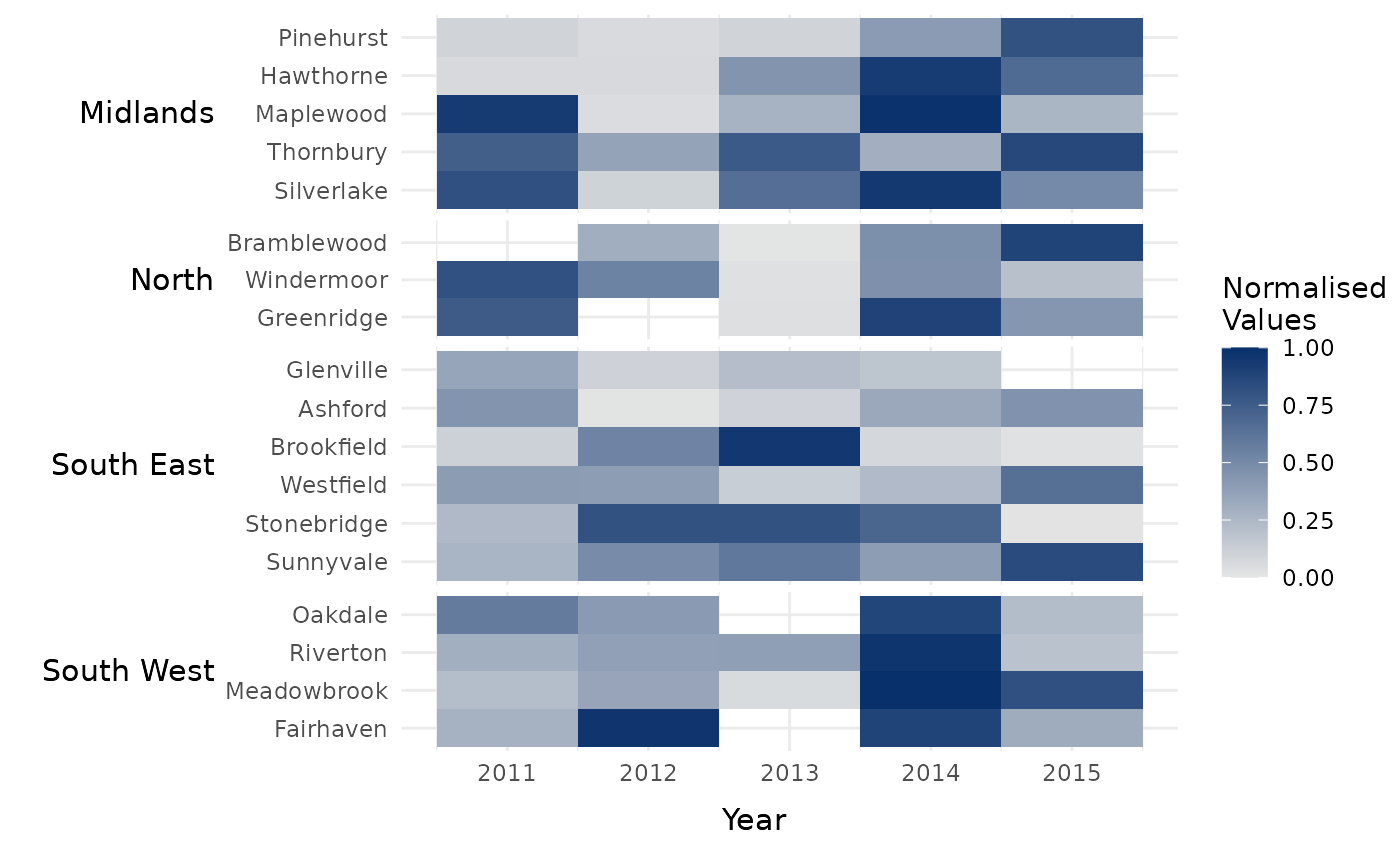 Midlands
Pinehurst
Hawthorne
Maplewood
Thornbury
Silverlake
North
Bramblewood
Windermoor
Greenridge
South East
Glenville
Ashford
Brookfield
Westfield
Stonebridge
Sunnyvale
South West
Oakdale
Riverton
Meadowbrook
Fairhaven
2011 2012 2013 2014 2015
Year
Normalised
Values
1.00
0.75
0.50
0.25
0.00